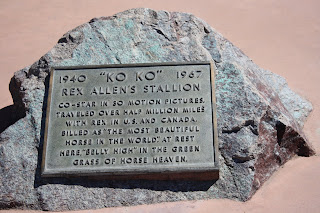 1940 "KO KO" 1967
REX ALLEN'S STALLION
CO-STAR IN 30 MOTION PICTURES.
TRAVELED OVER HALF MILLION MILES
WITH REX IN U.S. AND CANADA.
BILLED AS "THE MOST BEAUTIFUL
HORSE IN THE WORLD." AT REST
HERE, "BELLY HIGH" IN THE GREEN
GRASS OF HORSE HEAVEN.